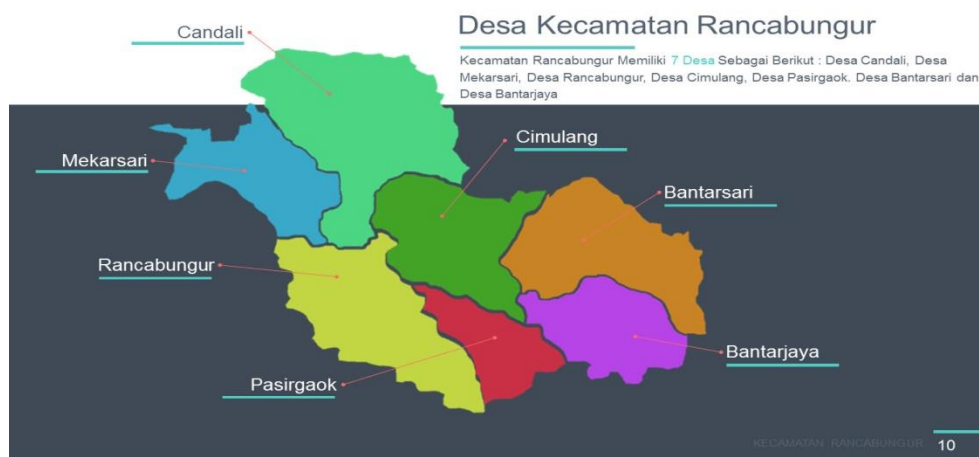 Desa Kecamatan Rancabungur
Kecamatan Rancabungur Memiliki 7 Desa Sebagai Berikut : Desa Candali, Desa
Mekarsari, Desa Rancabungur, Desa Cimulang, Desa Pasirgaok. Desa Bantarsari dan
Desa Bantarjaya
Candali
Cimulang
Mekarsari
Bantarsari
Rancabungur
Bantarjaya
Pasirgaok
KECAMATAN RANCABUNGUR 10